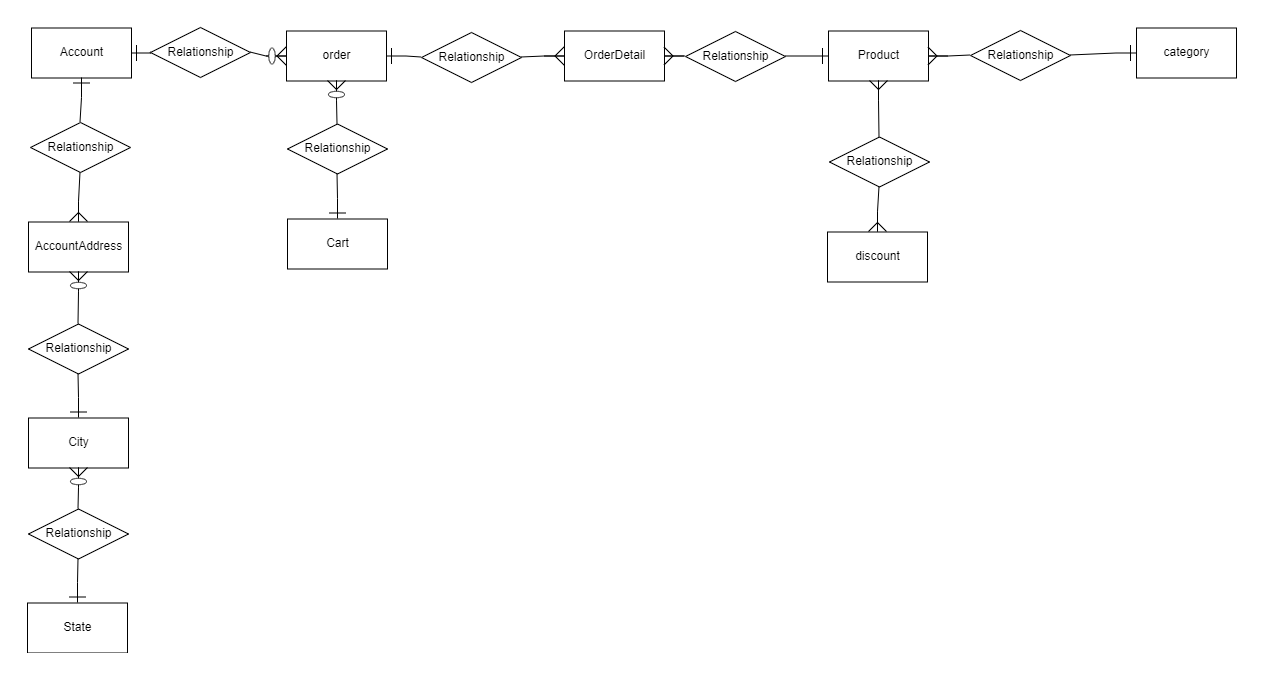 Account
Relationship
order
Relationship
OrderDetail
Relationship
Product
Relationship
category
Relationship
Relationship
Relationship
AccountAddress
Cart
discount
Relationship
City
Relationship
State